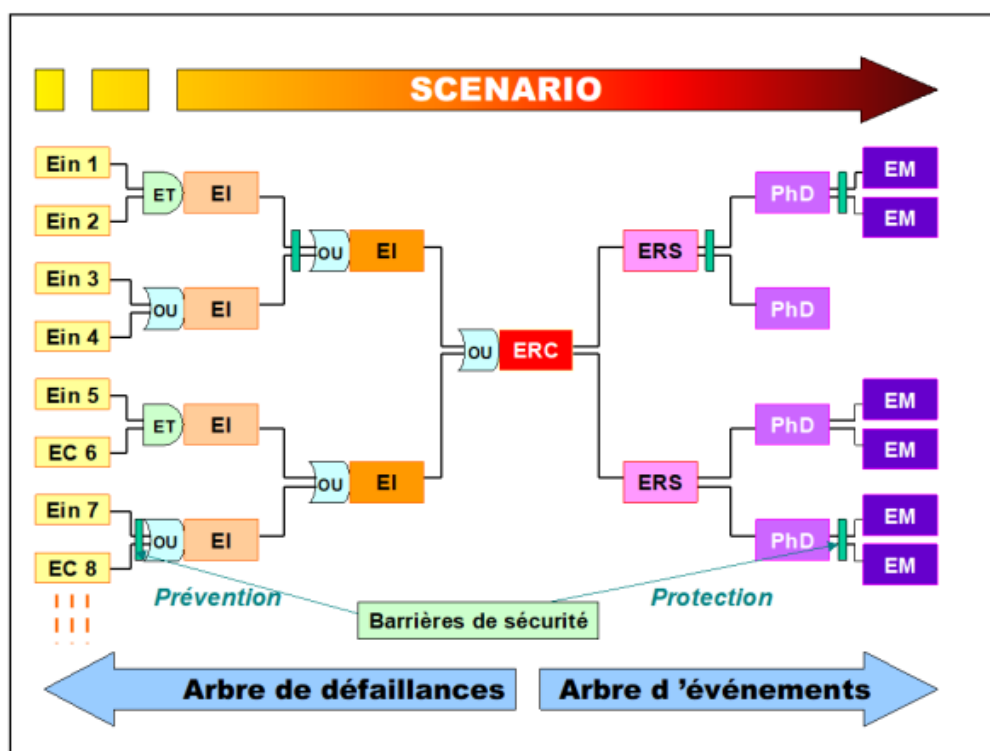 SCENARIO
Ein 1
EM
ET
EI
PhD
Ein 2
EM
OU
EI
ERS
Ein 3
OU
EI
PhD
Ein 4
OU
ERC
Ein 5
EM
ET
EI
PhD
EC 6
EM
OU
EI
ERS
Ein 7
EM
OU
EI
PhD
EC 8
EM
Prévention
Protection
Barrières de sécurité
Arbre de défaillances
Arbre d ’événements